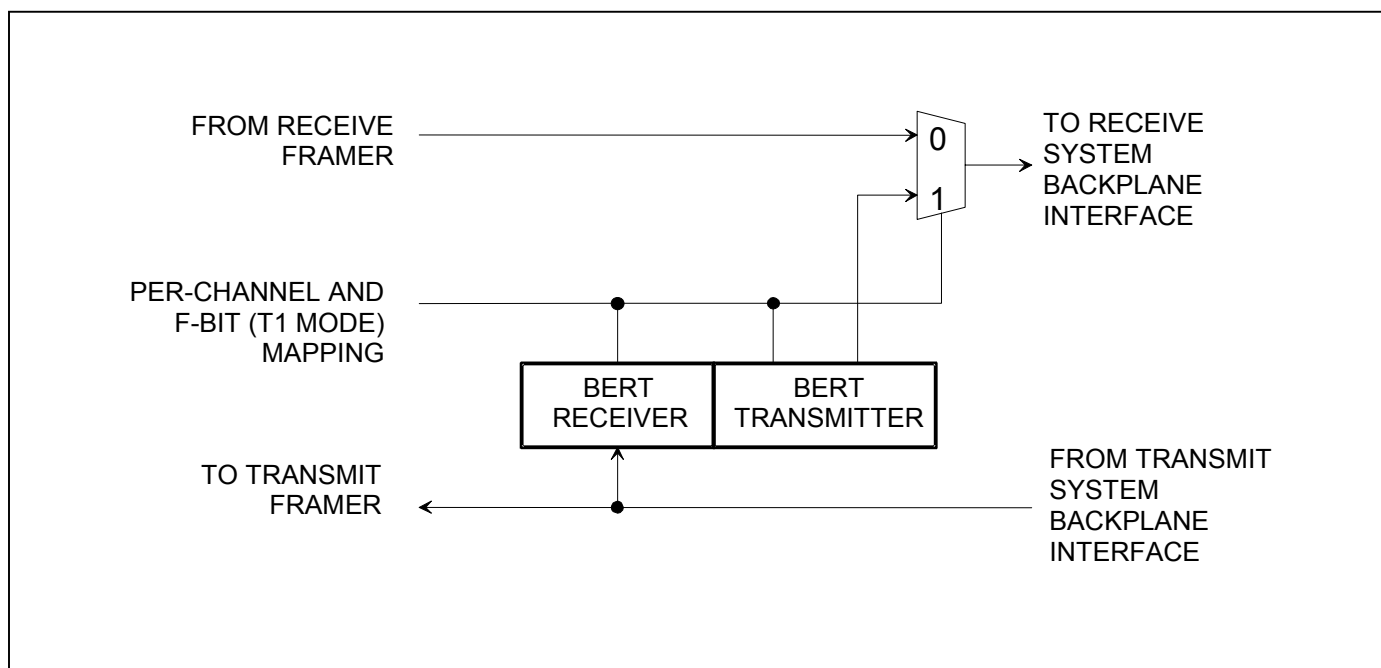 FROM RECEIVE
FRAMER
0
1
TO RECEIVE
SYSTEM
BACKPLANE
INTERFACE
PER-CHANNEL AND
F-BIT (T1 MODE)
MAPPING
BERT
RECEIVER
BERT
TRANSMITTER
TO TRANSMIT
FRAMER
FROM TRANSMIT
SYSTEM
BACKPLANE
INTERFACE